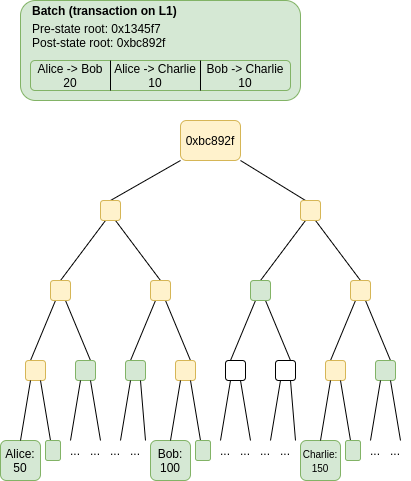 Batch (transaction on L1)
Pre-state root: 0x1345f7
Post-state root: 0xbc892f
Alice -> Bob Alice -> Charlie Bob -> Charlie
20 10 10
0xbc892f
Alice: ... ... ... ... Bob: ... ... ... ... Charlie: ... ...
50 100 150